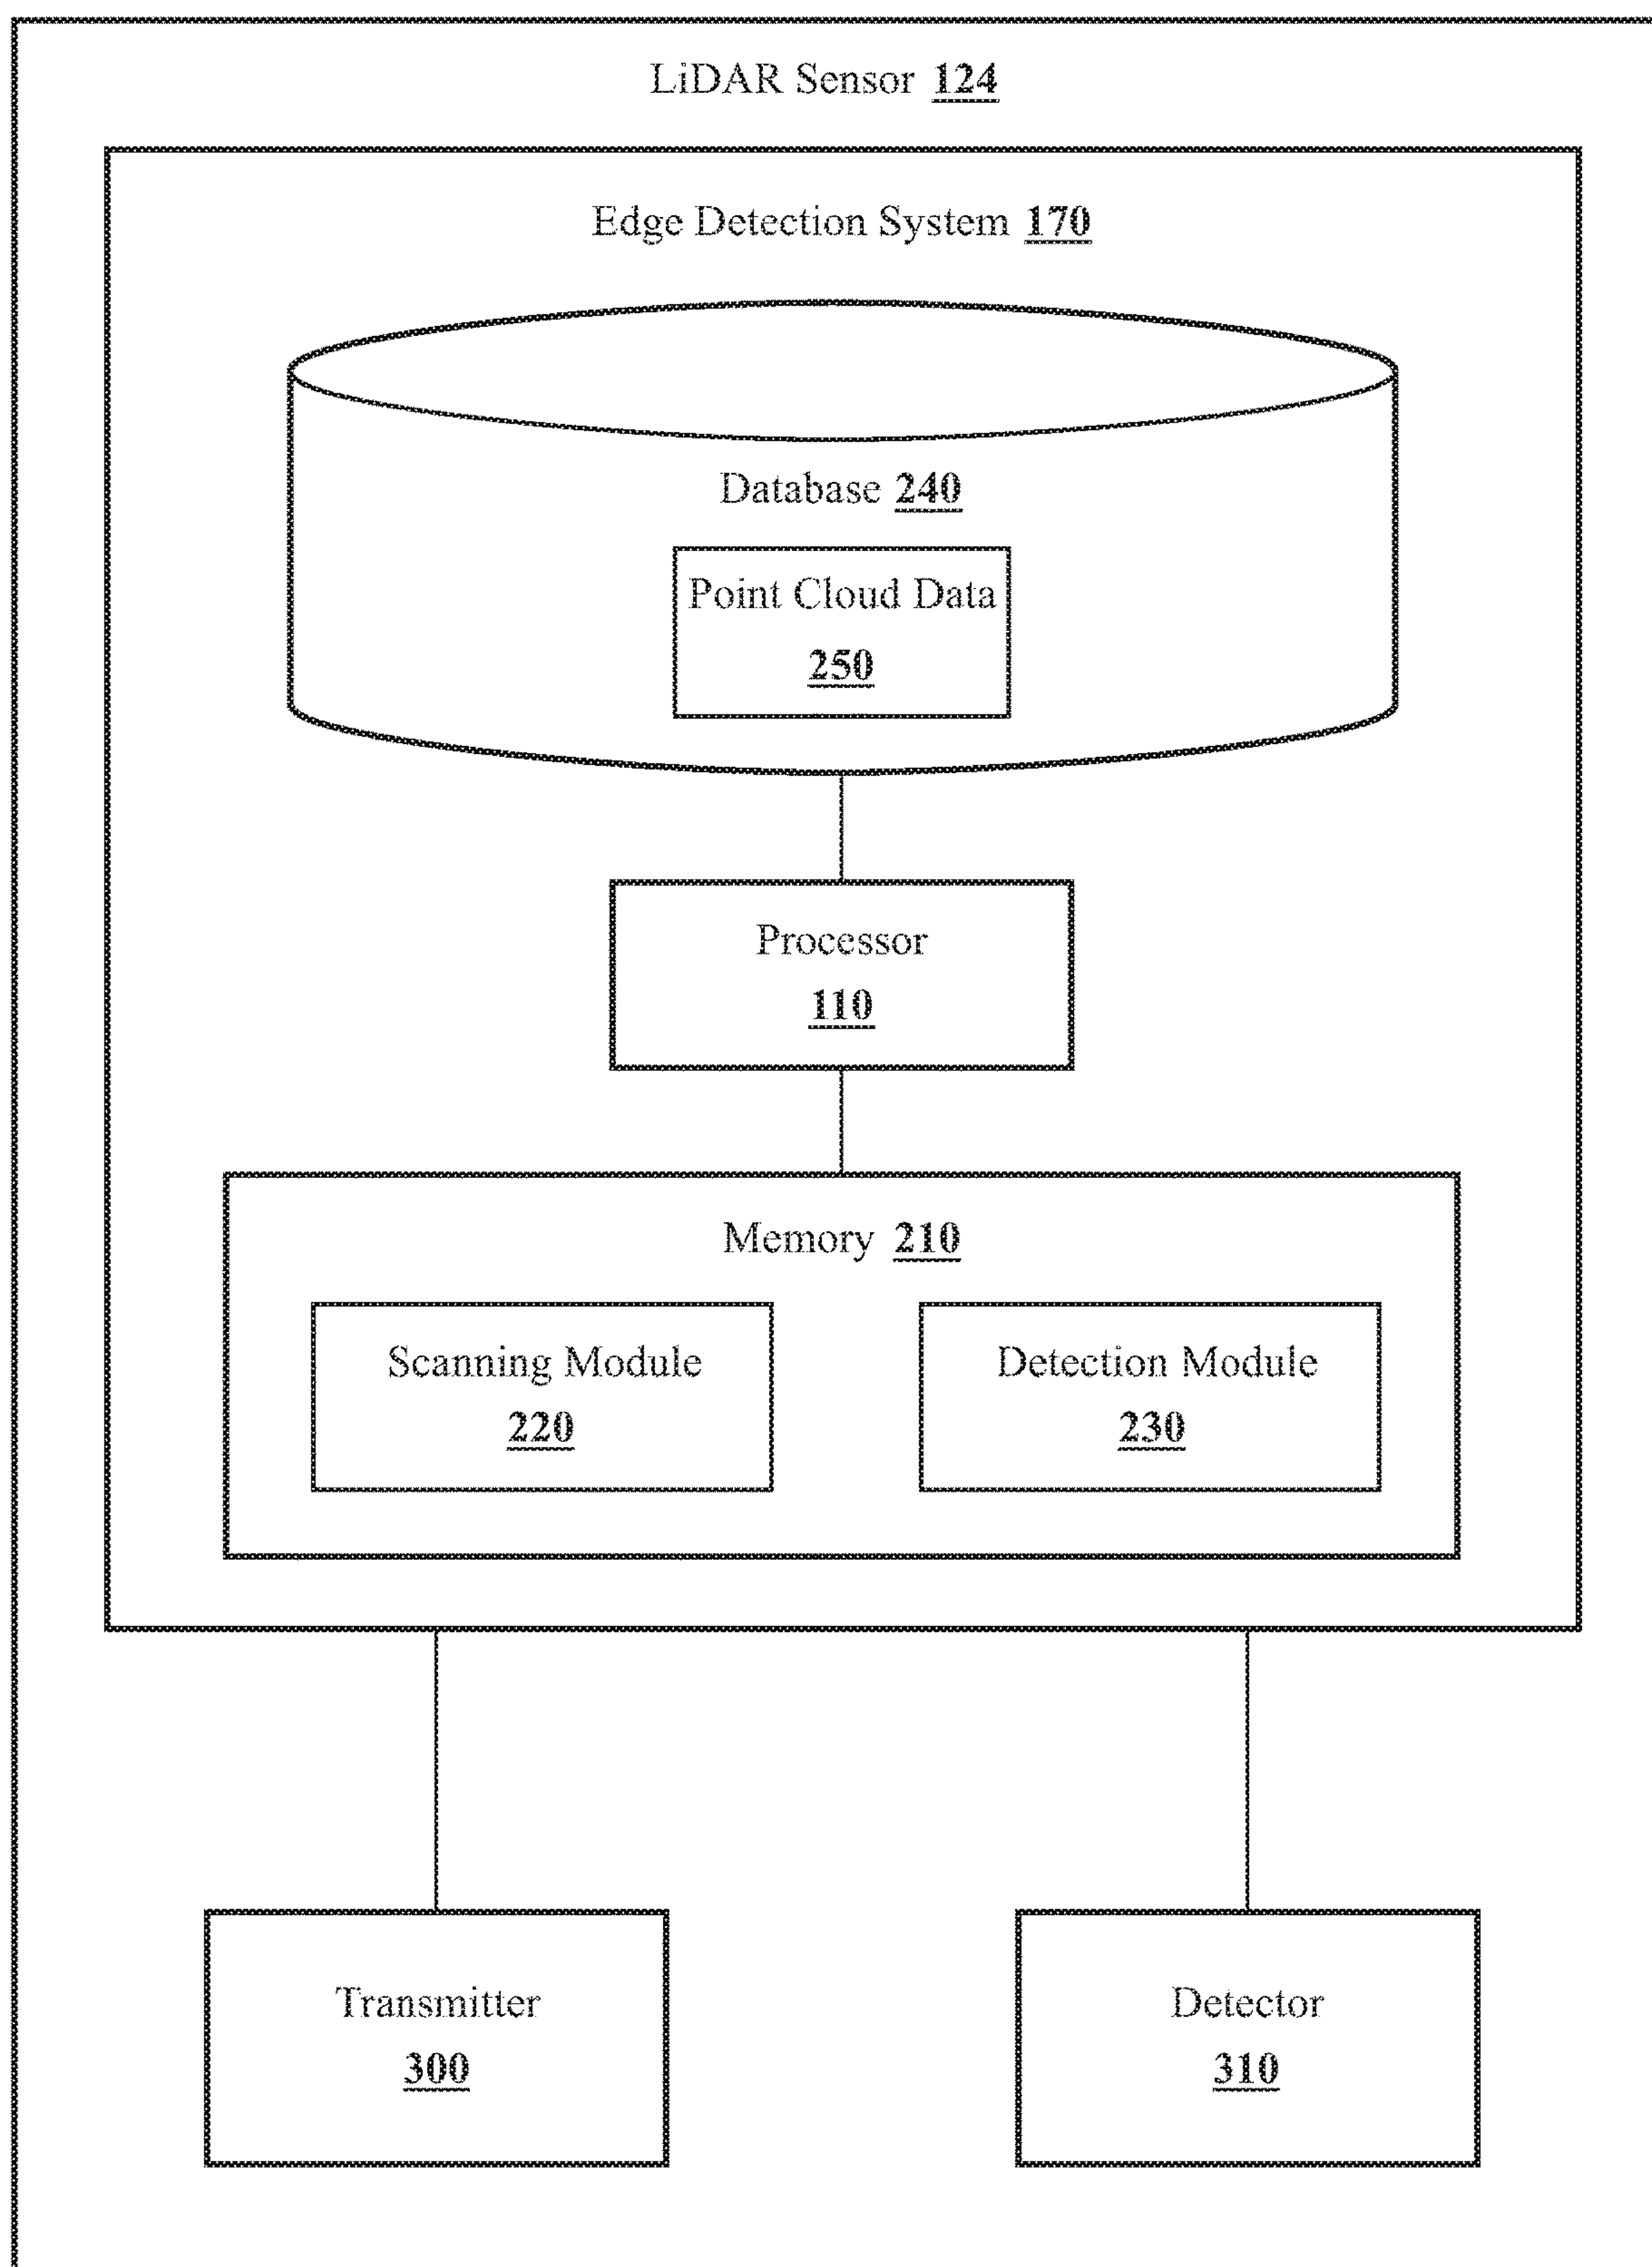 LiDAR Sensor 124
Edge Detection System 170
Database 240
Point Cloud Data
250
Processor
110
Memory 210
Scanning Module
220
Detection Module
230
Transmitter
300
Detector
310